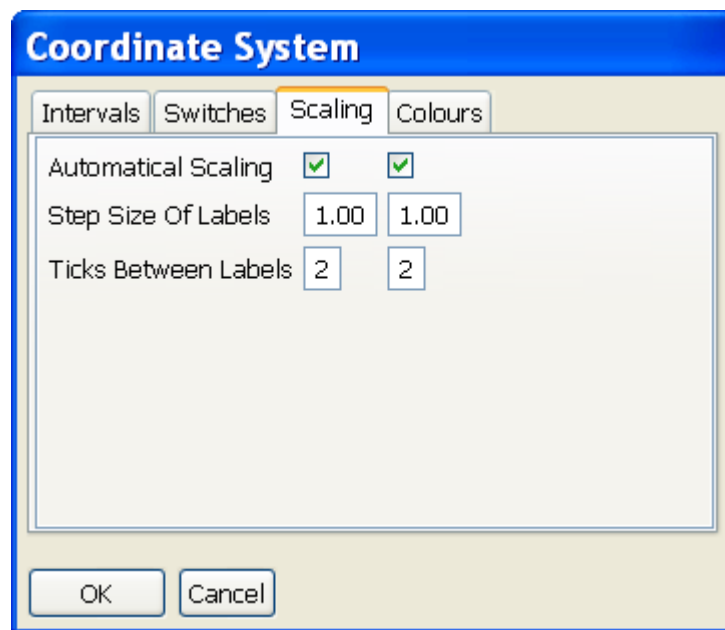 Coordinate System
Intervals Switches Scaling Colours
Automatical Scaling
Step Size Of Labels 1.00 1.00
Ticks Between Labels 2 2
OK Cancel